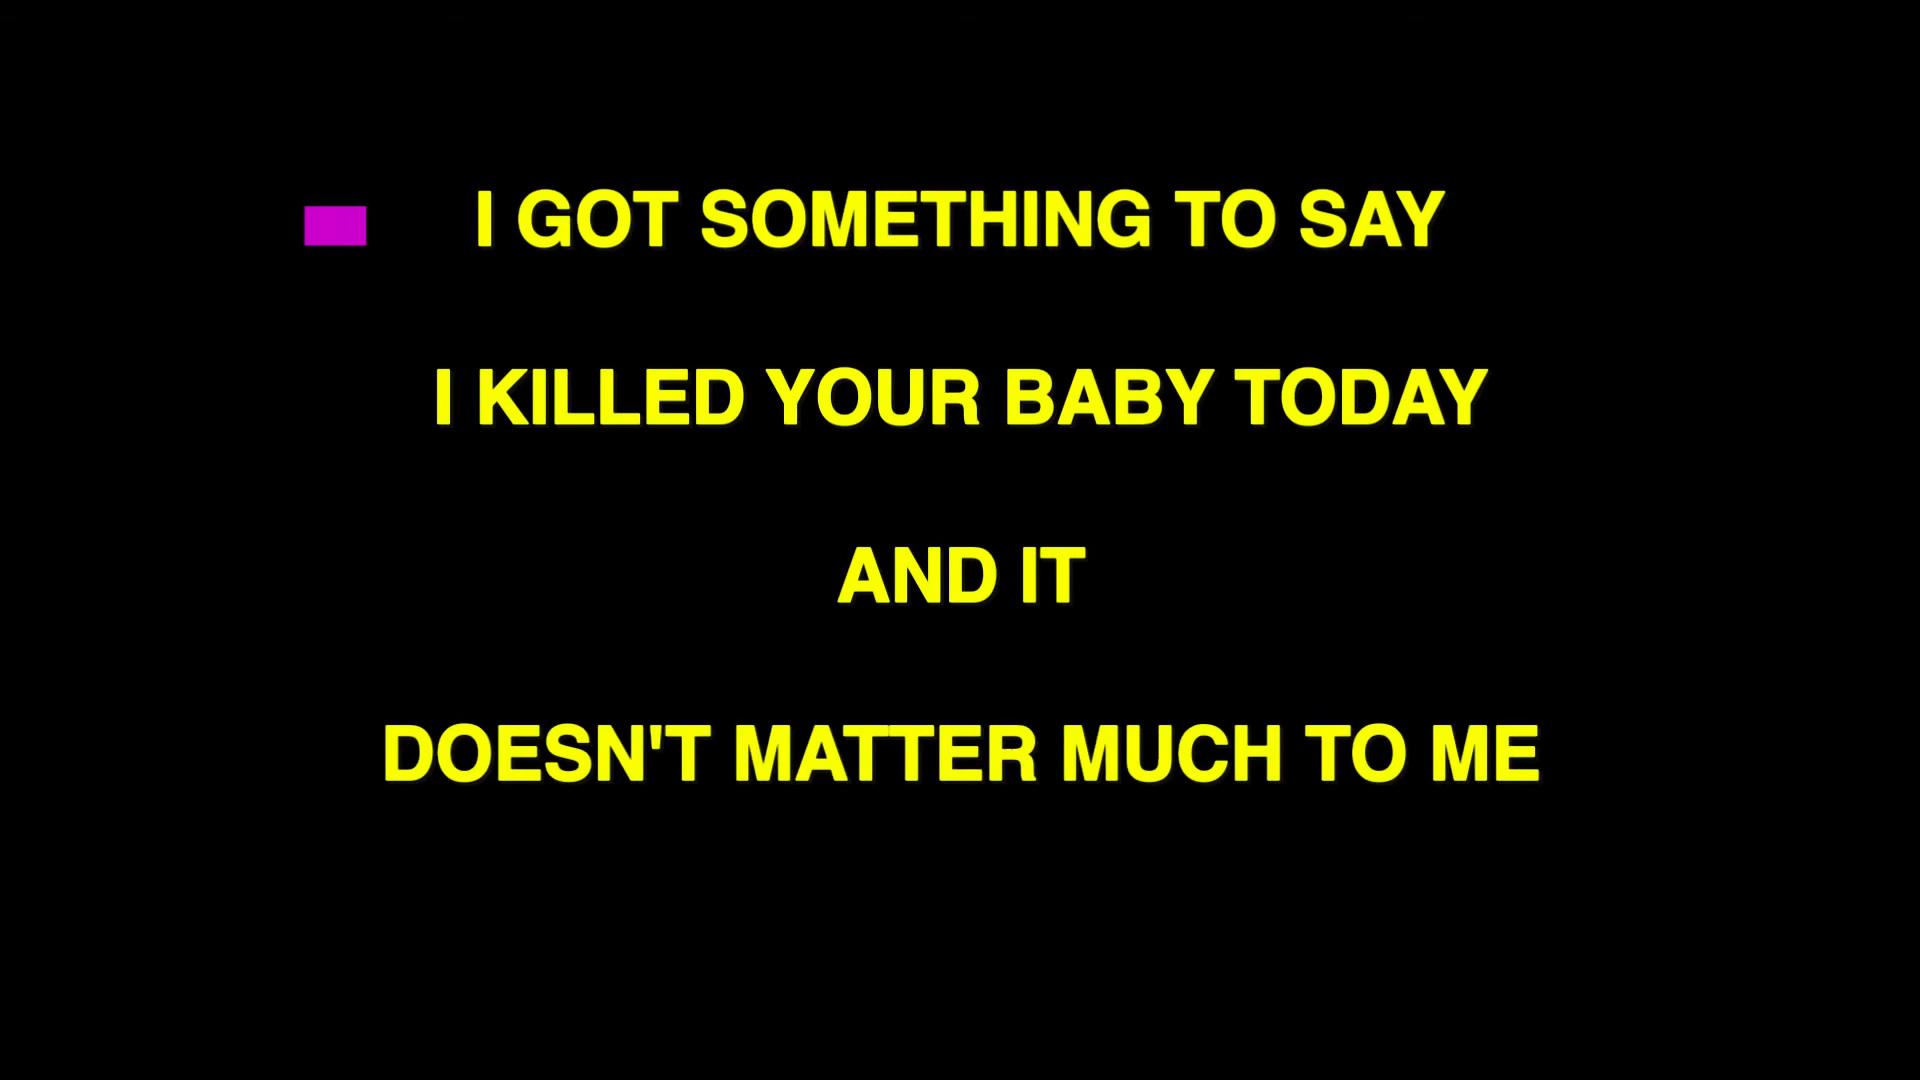 I GOT SOMETHING TO SAY
I KILLED YOUR BABY TODAY
AND IT
DOESN'T MATTER MUCH TO ME